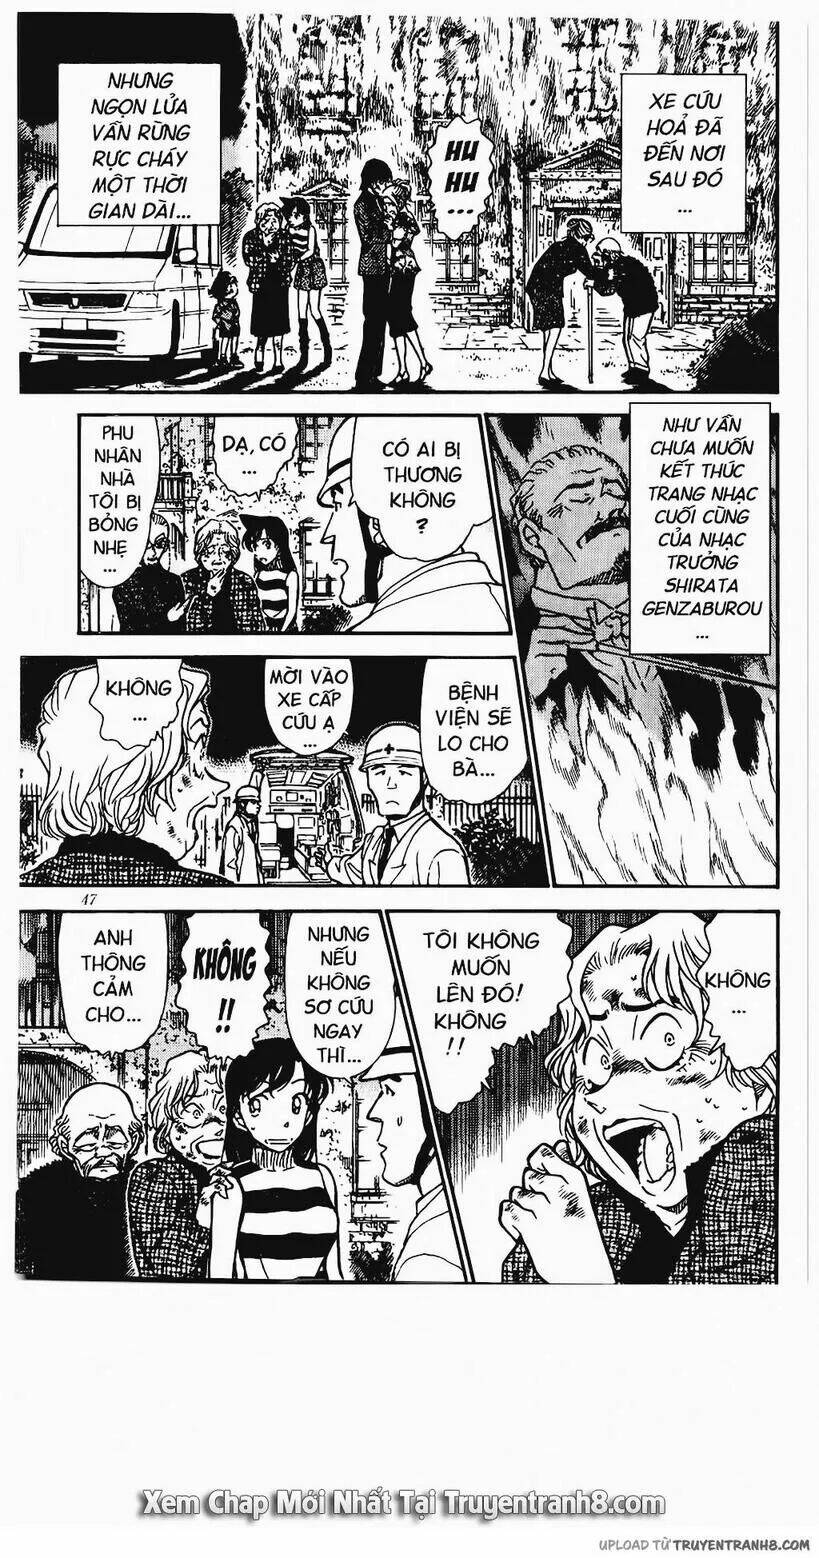 XE CỨU
HOẢ ĐÃ
ĐẾN NƠI
SAU ĐÓ
...
HU
HU
...
NHƯNG
NGỌN LỬA
VẪN RỪNG
RỰC CHÁY
MỘT THỜI
GIAN DÀI...
NHƯ VẪN
CHƯA MUỐN
KẾT THÚC
TRANG NHẠC
CUỐI CÙNG
CỦA NHẠC
TRƯỞNG
SHIRATA
GENZABUROU
...
CÓ AI BỊ
THƯƠNG
KHÔNG
?
DẠ, CÓ
...
PHU
NHÂN
NHÀ
TÔI BỊ
BỎNG
NHẸ
...
BỆNH
VIỆN SẼ
LO CHO
BÀ...
MỜI VÀO
XE CẤP
CỨU Ạ
...
KHÔNG
...
47
KHÔNG
...
TÔI KHÔNG
MUỐN
LÊN ĐÓ!
KHÔNG
!!
NHƯNG
NẾU
KHÔNG
SƠ CỨU
NGAY
THÌ...
KHÔNG
!!
ANH
THÔNG
CẢM
CHO...
Xem Chap Mới Nhất Tại Truyentranh8.com
UPLOAD TỪ TRUYENTRANH8.COM